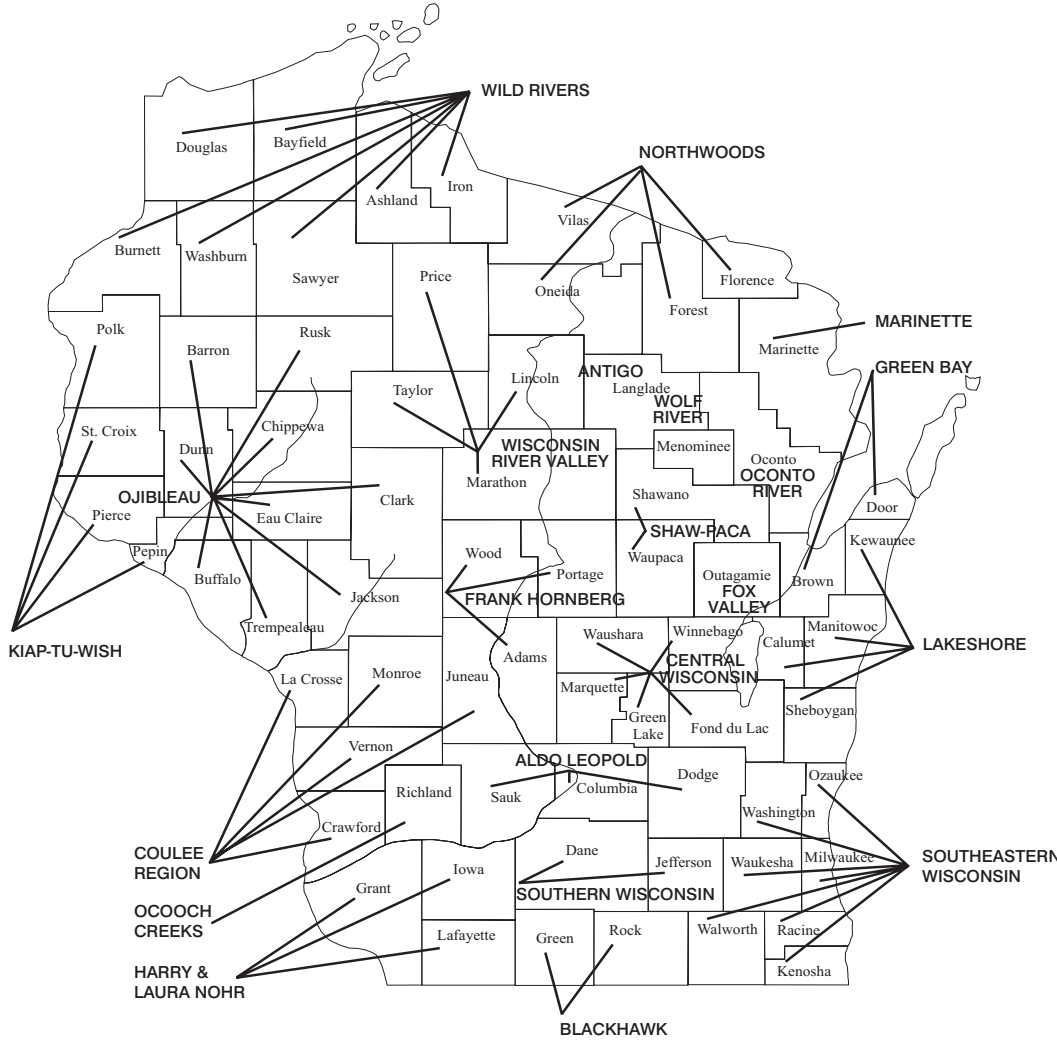 WILD RIVERS
Douglas
Bayfield
NORTHWOODS
Ashland
Iron
Vilas
Burnett
Washburn
Sawyer
Price
Oneida
Florence
Forest
Polk
Rusk
MARINETTE
Barron
Marinette
GREEN BAY
Taylor
Lincoln
ANTIGO
Langlade
WOLF
RIVER
St. Croix
Chippewa
Dunn
WISCONSIN
RIVER VALLEY
Menominee
Oconto
OCONTO
RIVER
Marathon
OJIBLEAU
Clark
Shawano
Door
Pierce
Eau Claire
SHAW-PACA
Kewaunee
Pepin
Wood
Waupaca
Buffalo
Portage
Outagamie
Brown
FOX
VALLEY
Jackson
FRANK HORNBERG
Trempealeau
Waushara
Winnebago
Manitowoc
Calumet
LAKESHORE
KIAP-TU-WISH
Adams
CENTRAL
WISCONSIN
La Crosse
Monroe
Juneau
Marquette
Sheboygan
Green
Lake
Fond du Lac
Vernon
ALDO LEOPOLD
Dodge
Ozaukee
Richland
Sauk
Columbia
Washington
Crawford
COULEE
REGION
Dane
Jefferson
Waukesha
Milwaukee
SOUTHEASTERN
WISCONSIN
Iowa
Grant
SOUTHERN WISCONSIN
OCOOCH
CREEKS
Lafayette
Green
Rock
Walworth
Racine
HARRY &
LAURA NOHR
Kenosha
BLACKHAWK